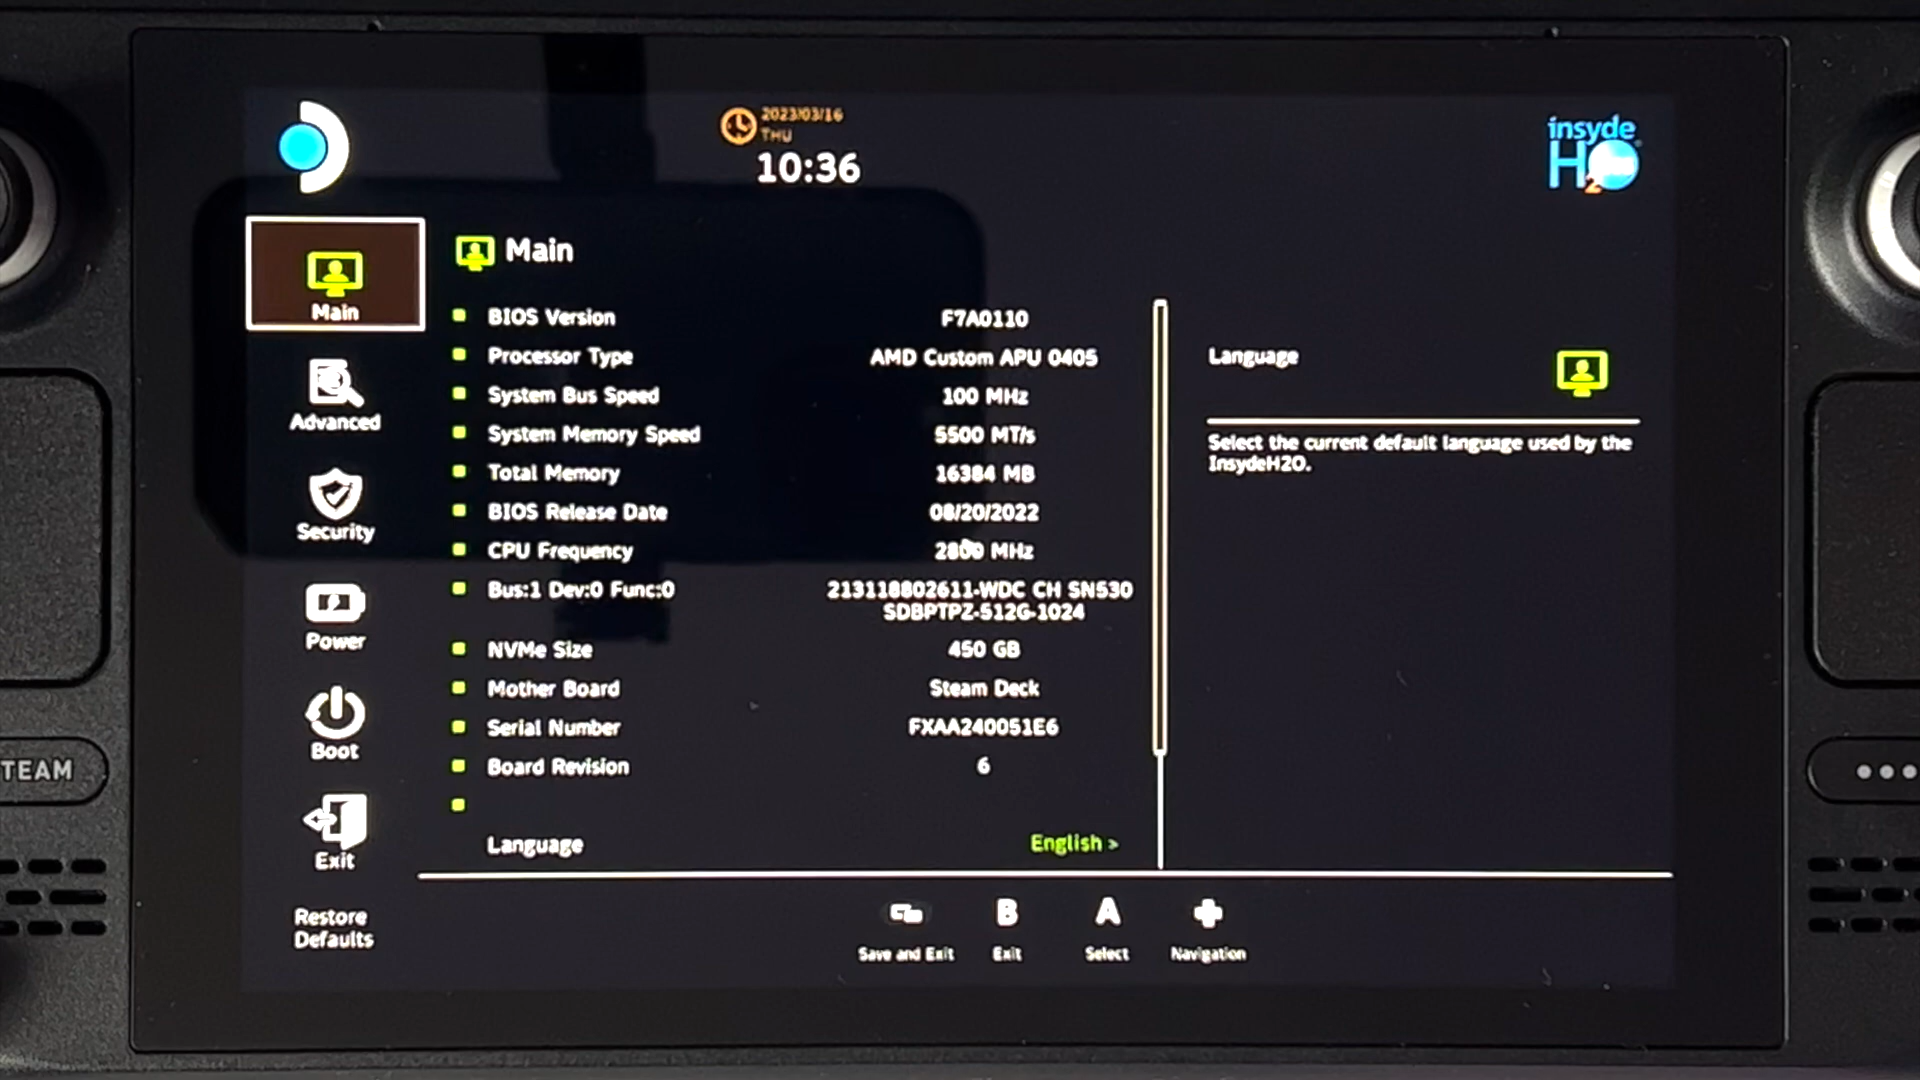 2023/03/16
THU
10:36
insyde
H2O
Main
Advanced
Security
Power
Boot
Exit
Restore
Defaults
Main
BIOS Version F7A0110
Processor Type AMD Custom APU 0405
System Bus Speed 100 MHz
System Memory Speed 5500 MT/s
Total Memory 16384 MB
BIOS Release Date 08/20/2022
CPU Frequency 2800 MHz
Bus:1 Dev:0 Func:0 213118802611-WDC CH SN530
SDBPTPZ-512G-1024
NVMe Size 450 GB
Mother Board Steam Deck
Serial Number FXAA240051E6
Board Revision 6
Language English >
Language
Select the current default language used by the
InsydeH2O.
B
A
Save and Exit
Exit
Select
Navigation
TEAM